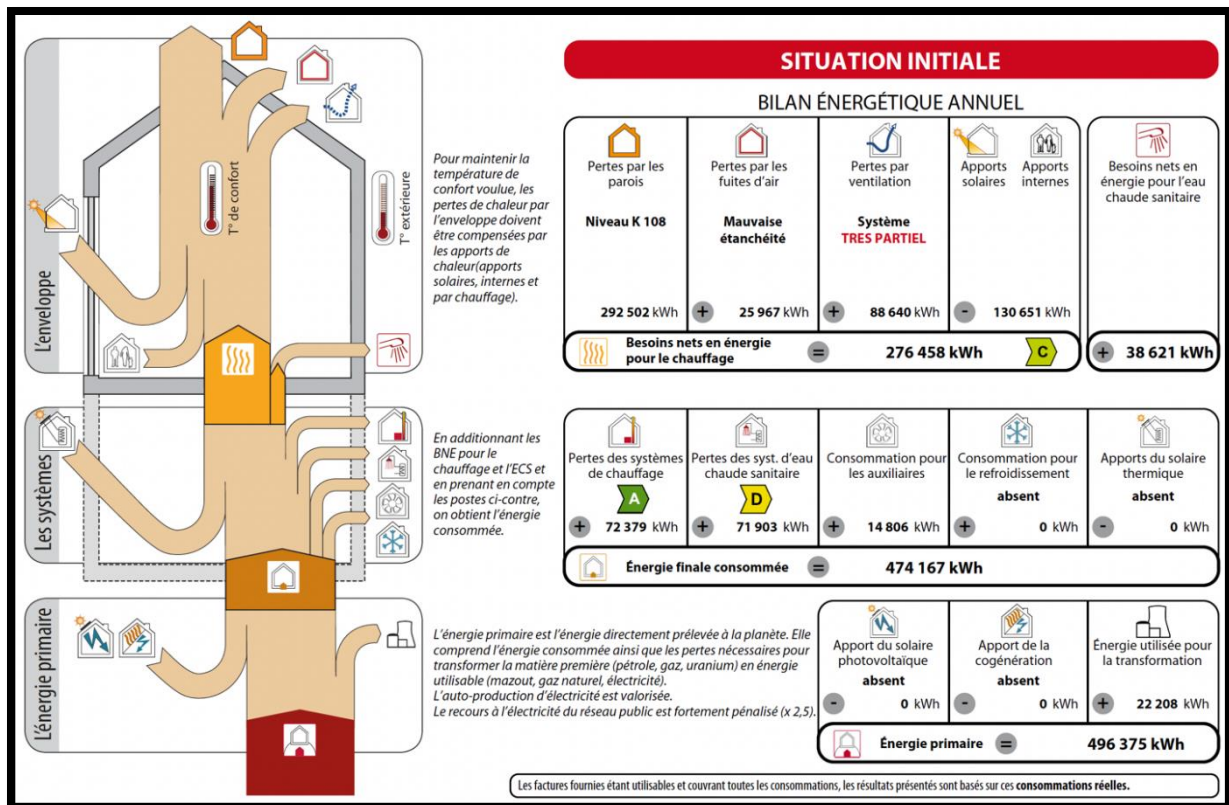 SITUATION INITIALE
BILAN ÉNERGÉTIQUE ANNUEL
L'enveloppe
T° de confort
T° extérieure
Pour maintenir la
température de
confort voulue, les
pertes de chaleur par
l'enveloppe doivent
être compensées par
les apports de
chaleur(apports
solaires, internes et
par chauffage).
Pertes par les
parois
Niveau K 108
292 502 kWh
Pertes par les
fuites d'air
Mauvaise
étanchéité
+ 25 967 kWh
Pertes par
ventilation
Système
TRES PARTIEL
+ 88 640 kWh
Apports
solaires
Apports
internes
- 130 651 kWh
Besoins nets en
énergie pour l'eau
chaude sanitaire
Besoins nets en énergie
pour le chauffage
= 276 458 kWh
C
+ 38 621 kWh
Les systèmes
En additionnant les
BNE pour le
chauffage et l'ECS et
en prenant en compte
les postes ci-contre,
on obtient l'énergie
consommée.
Pertes des systèmes
de chauffage
A
+ 72 379 kWh
Pertes des syst. d'eau
chaude sanitaire
D
+ 71 903 kWh
Consommation pour
les auxiliaires
+ 14 806 kWh
Consommation pour
le refroidissement
absent
+ 0 kWh
Apports du solaire
thermique
absent
- 0 kWh
Énergie finale consommée = 474 167 kWh
L'énergie primaire
L'énergie primaire est l'énergie directement prélevée à la planète. Elle
comprend l'énergie consommée ainsi que les pertes nécessaires pour
transformer la matière première (pétrole, gaz, uranium) en énergie
utilisable (mazout, gaz naturel, électricité).
L'auto-production d'électricité est valorisée.
Le recours à l'électricité du réseau public est fortement pénalisé (x 2,5).
Apport du solaire
photovoltaïque
absent
- 0 kWh
Apport de la
cogénération
absent
- 0 kWh
Énergie utilisée pour
la transformation
+ 22 208 kWh
Énergie primaire = 496 375 kWh
Les factures fournies étant utilisables et couvrant toutes les consommations, les résultats présentés sont basés sur ces consommations réelles.